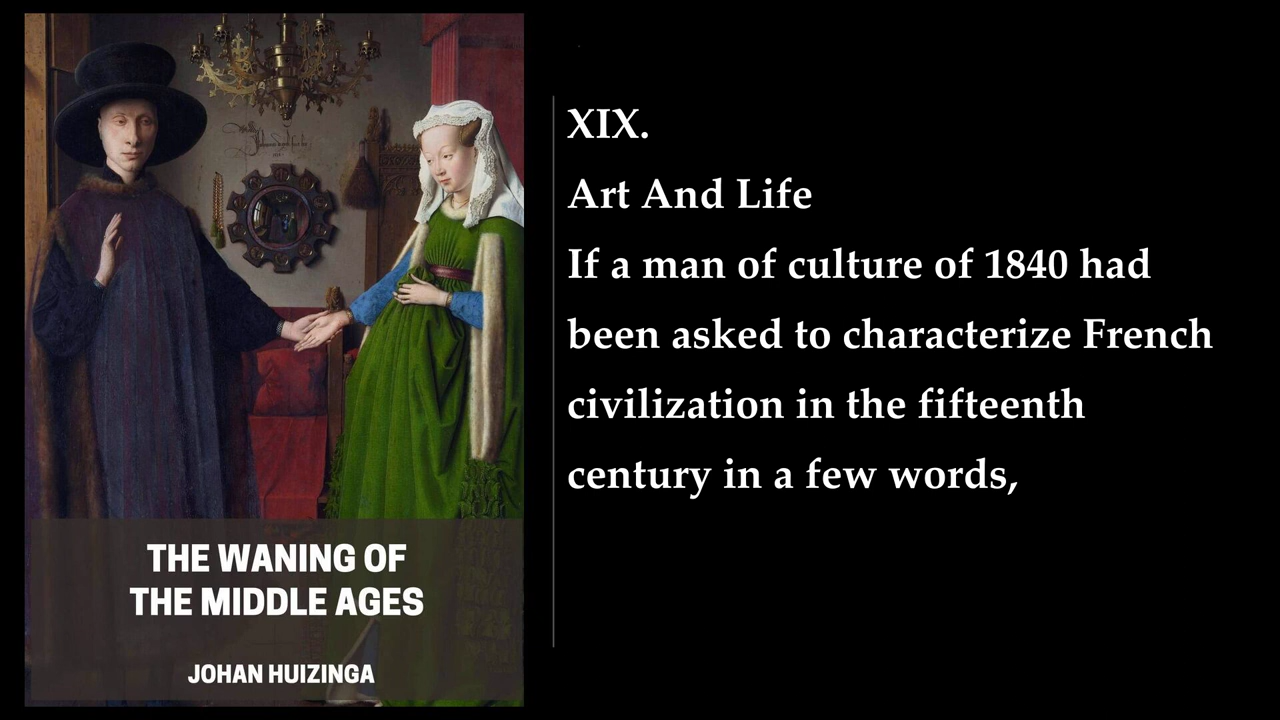 XIX.
Art And Life
If a man of culture of 1840 had
been asked to characterize French
civilization in the fifteenth
century in a few words,
THE WANING OF
THE MIDDLE AGES
JOHAN HUIZINGA